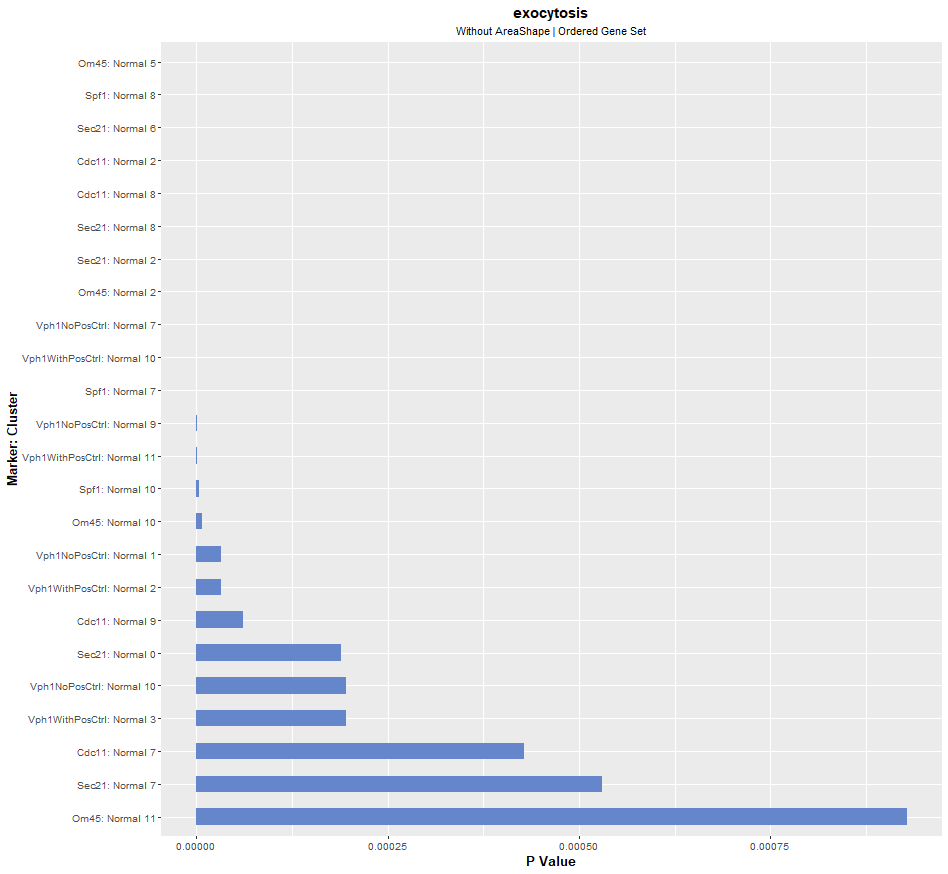 exocytosis
Without AreaShape | Ordered Gene Set
Marker: Cluster
Om45: Normal 5
Spf1: Normal 8
Sec21: Normal 6
Cdc11: Normal 2
Cdc11: Normal 8
Sec21: Normal 8
Sec21: Normal 2
Om45: Normal 2
Vph1NoPosCtrl: Normal 7
Vph1WithPosCtrl: Normal 10
Spf1: Normal 7
Vph1NoPosCtrl: Normal 9
Vph1WithPosCtrl: Normal 11
Spf1: Normal 10
Om45: Normal 10
Vph1NoPosCtrl: Normal 1
Vph1WithPosCtrl: Normal 2
Cdc11: Normal 9
Sec21: Normal 0
Vph1NoPosCtrl: Normal 10
Vph1WithPosCtrl: Normal 3
Cdc11: Normal 7
Sec21: Normal 7
Om45: Normal 11
0.00000 0.00025 0.00050 0.00075
P Value